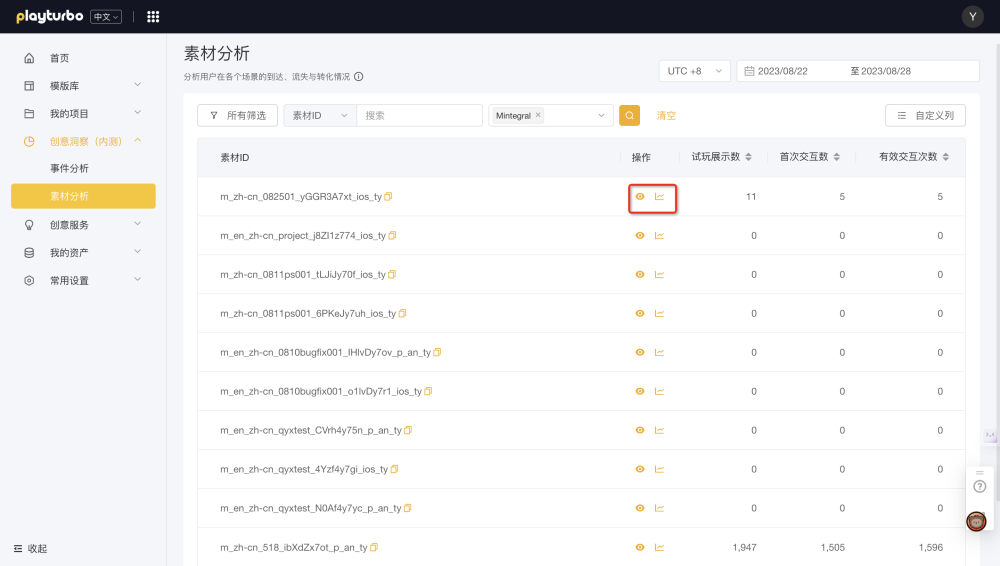 playturbo 中文
Y
首页
模版库
我的项目
创意洞察（内测）
事件分析
素材分析
创意服务
我的资产
常用设置
收起
素材分析
分析用户在各个场景的到达、流失与转化情况
UTC +8 2023/08/22 至 2023/08/28
所有筛选 素材ID 搜索 Mintegral × 清空 自定义列
素材ID 操作 试玩展示数 首次交互数 有效交互次数
m_zh-cn_082501_yGGR3A7xt_ios_ty 11 5 5
m_en_zh-cn_project_j8ZI1z774_ios_ty 0 0 0
m_zh-cn_0811ps001_tLJiJy70f_ios_ty 0 0 0
m_zh-cn_0811ps001_6PKeJy7uh_ios_ty 0 0 0
m_en_zh-cn_0810bugfix001_IHIvDy7ov_p_an_ty 0 0 0
m_en_zh-cn_0810bugfix001_o1IvDy7r1_ios_ty 0 0 0
m_en_zh-cn_qyxtest_CVrh4y75n_p_an_ty 0 0 0
m_en_zh-cn_qyxtest_4Yzf4y7gi_ios_ty 0 0 0
m_en_zh-cn_qyxtest_N0Af4y7yc_p_an_ty 0 0 0
m_zh-cn_518_ibXdZx7ot_p_an_ty 1,947 1,505 1,596